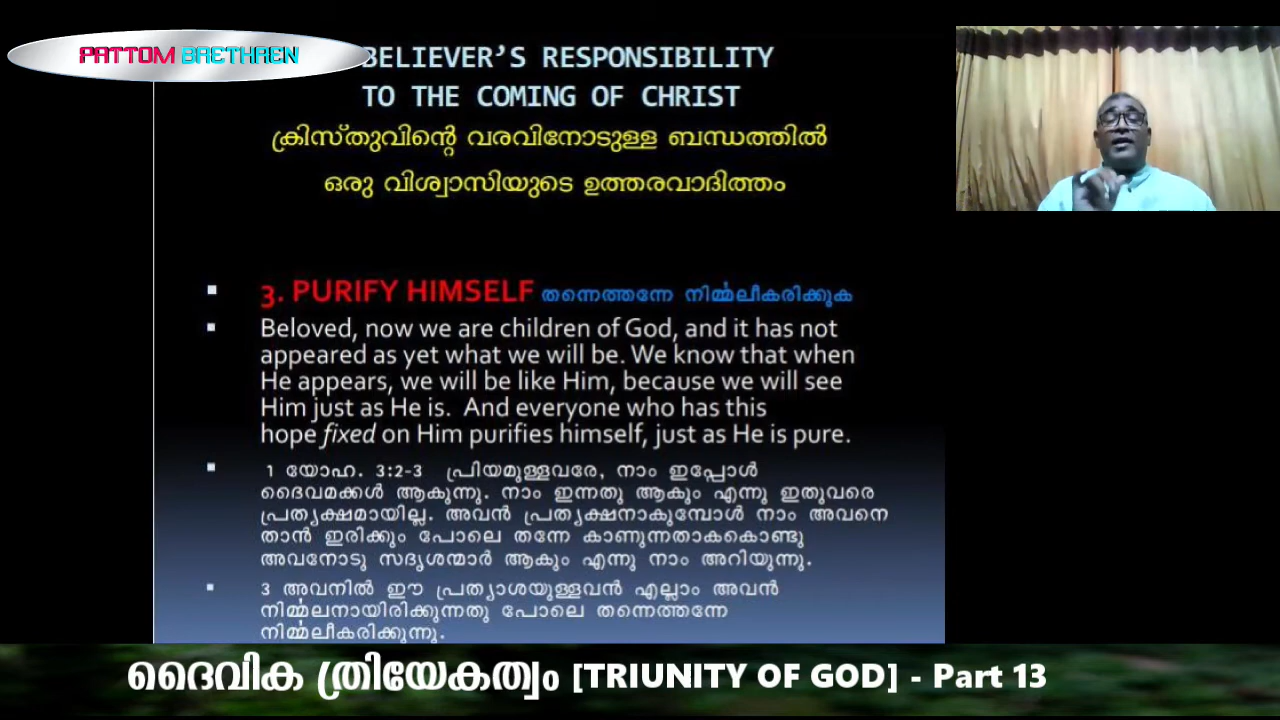 PATTOM BRETHREN
BELIEVER’S RESPONSIBILITY
TO THE COMING OF CHRIST
ക്രിസ്തുവിന്റെ വരവിനോടുള്ള ബന്ധത്തിൽ
ഒരു വിശ്വാസിയുടെ ഉത്തരവാദിത്തം
3. PURIFY HIMSELF തന്നെത്തന്നേ നിൎമ്മലീകരിക്കുക
Beloved, now we are children of God, and it has not
appeared as yet what we will be. We know that when
He appears, we will be like Him, because we will see
Him just as He is. And everyone who has this
hope fixed on Him purifies himself, just as He is pure.
1 യോഹ. 3:2-3 പ്രിയമുള്ളവരേ, നാം ഇപ്പോൾ
ദൈവമക്കൾ ആകുന്നു. നാം ഇന്നതു ആകും എന്നു ഇതുവരെ
പ്രത്യക്ഷമായില്ല. അവൻ പ്രത്യക്ഷനാകുമ്പോൾ നാം അവനെ
താൻ ഇരിക്കും പോലെ തന്നേ കാണുന്നതാകകൊണ്ടു
അവനോടു സദൃശന്മാർ ആകും എന്നു നാം അറിയുന്നു.
3 അവനിൽ ഈ പ്രത്യാശയുള്ളവൻ എല്ലാം അവൻ
നിൎമ്മലനായിരിക്കുന്നതു പോലെ തന്നെത്തന്നേ
നിൎമ്മലീകരിക്കുന്നു.
ദൈവിക ത്രിയേകത്വം [TRIUNITY OF GOD] - Part 13